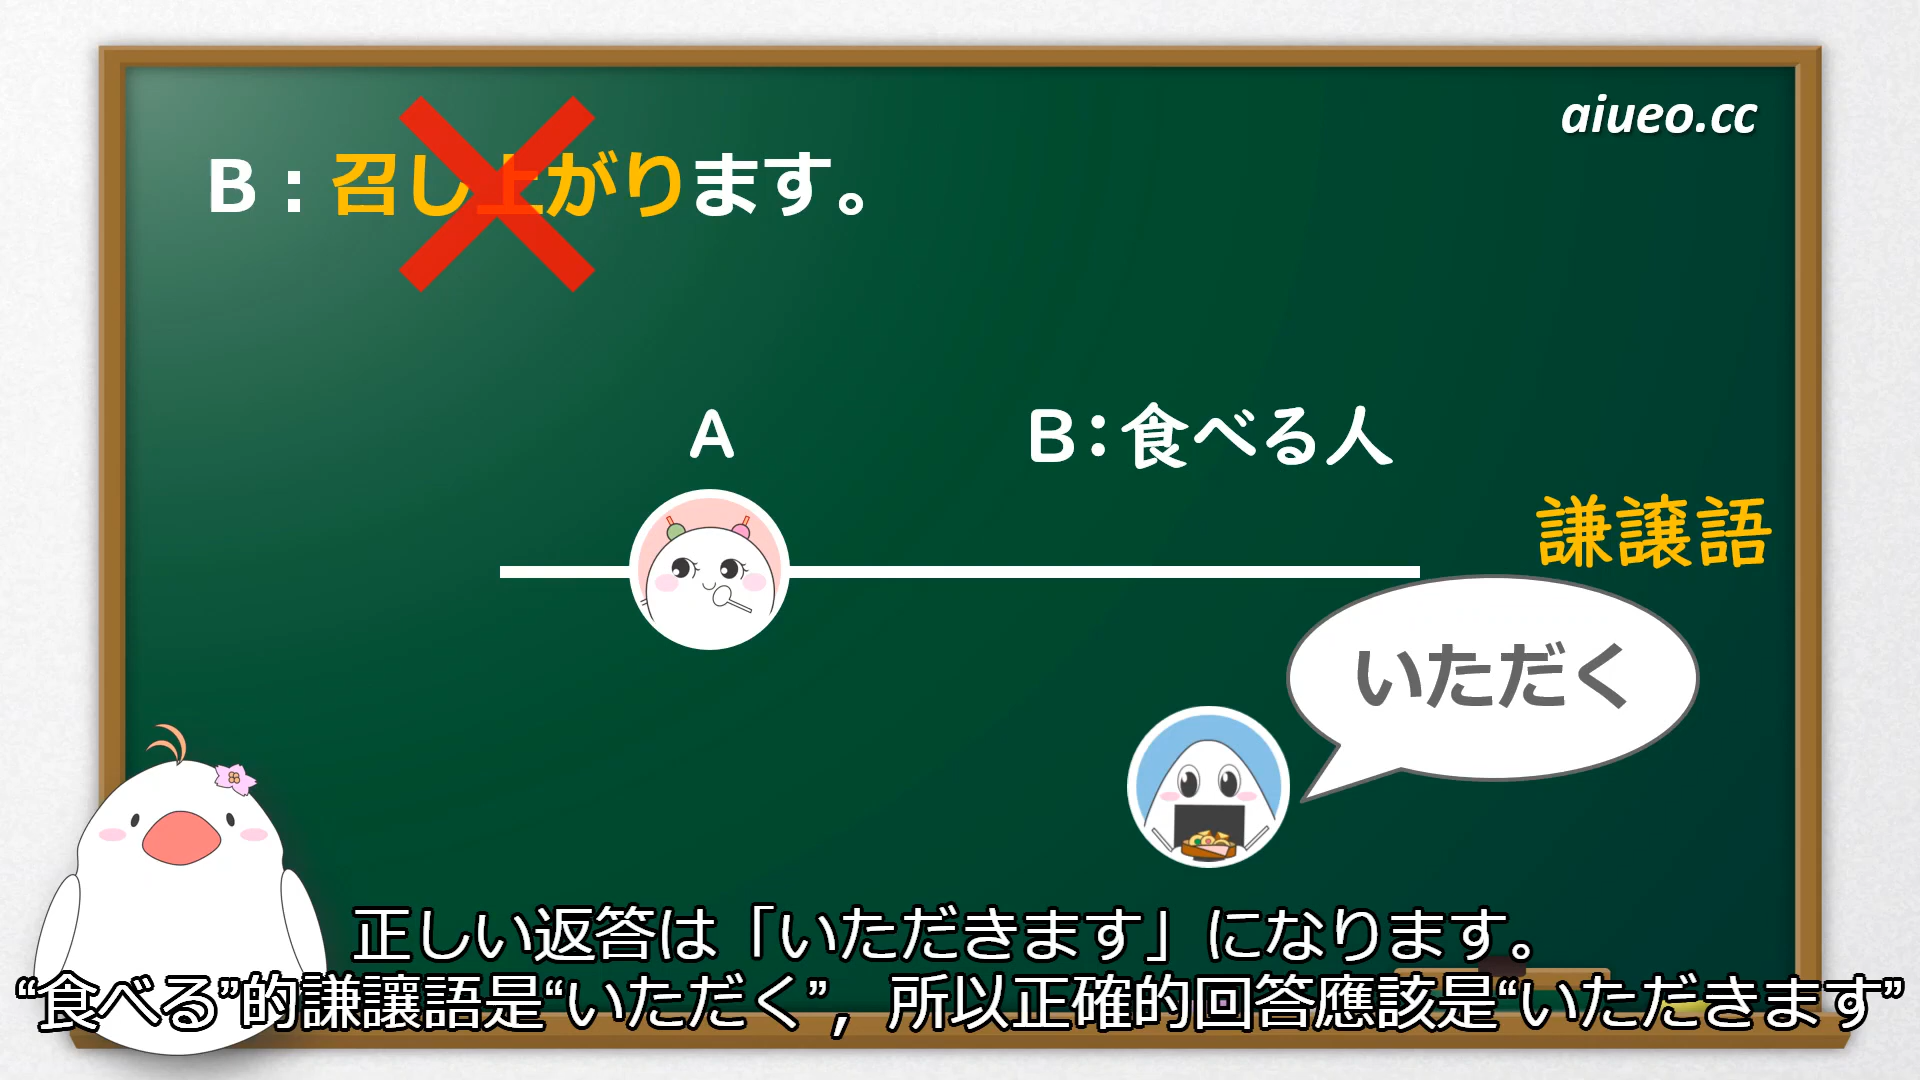 aiueo.cc
B：召し上がります。
A
B：食べる人
謙譲語
いただく
正しい返答は「いただきます」になります。
“食べる”的謙讓語是“いただく”，所以正確的回答應該是“いただきます”